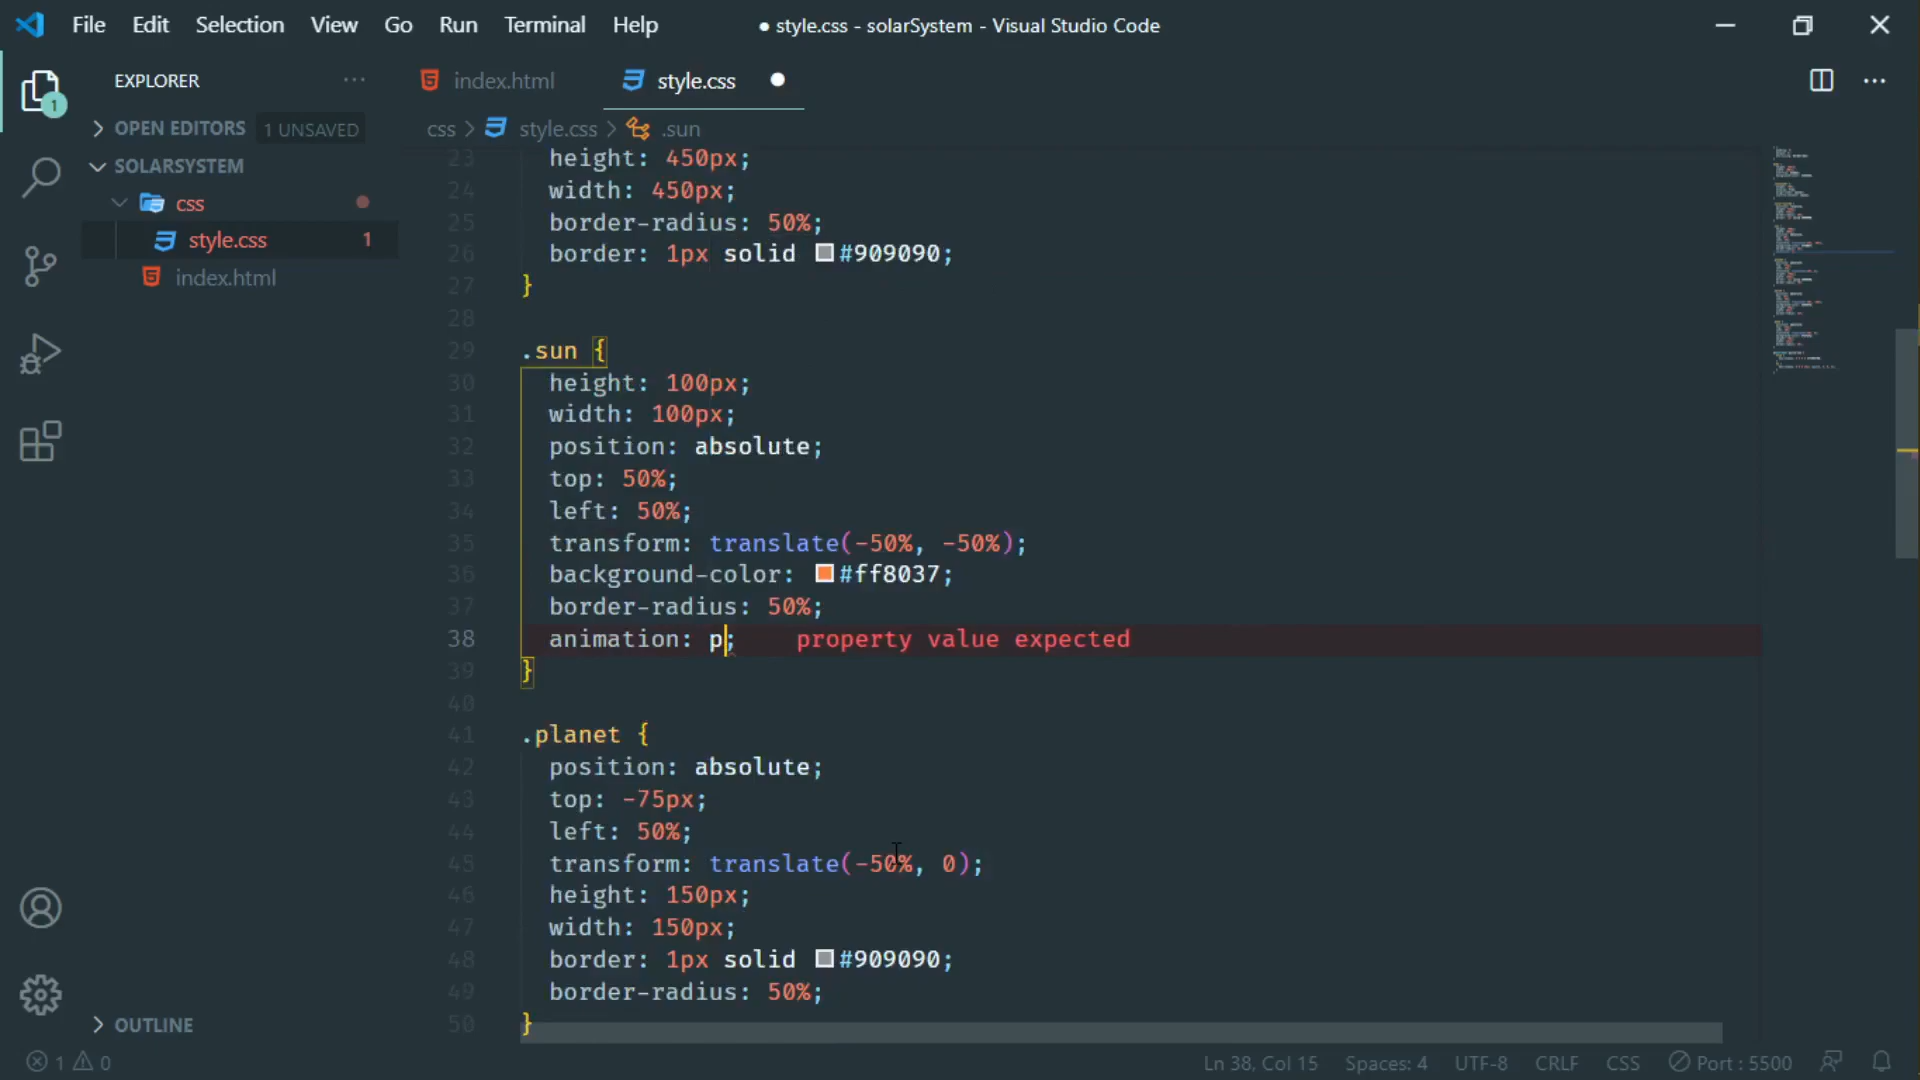 File Edit Selection View Go Run Terminal Help
● style.css - solarSystem - Visual Studio Code
EXPLORER
index.html
style.css
OPEN EDITORS 1 UNSAVED
css > style.css > .sun
SOLARSYSTEM
css
style.css 1
index.html
23 height: 450px;
24 width: 450px;
25 border-radius: 50%;
26 border: 1px solid #909090;
27 }
28
29 .sun {
30 height: 100px;
31 width: 100px;
32 position: absolute;
33 top: 50%;
34 left: 50%;
35 transform: translate(-50%, -50%);
36 background-color: #ff8037;
37 border-radius: 50%;
38 animation: p; property value expected
39 }
40
41 .planet {
42 position: absolute;
43 top: -75px;
44 left: 50%;
45 transform: translate(-50%, 0);
46 height: 150px;
47 width: 150px;
48 border: 1px solid #909090;
49 border-radius: 50%;
50 }
OUTLINE
1 0
Ln 38, Col 15 Spaces: 4 UTF-8 CRLF CSS Port : 5500